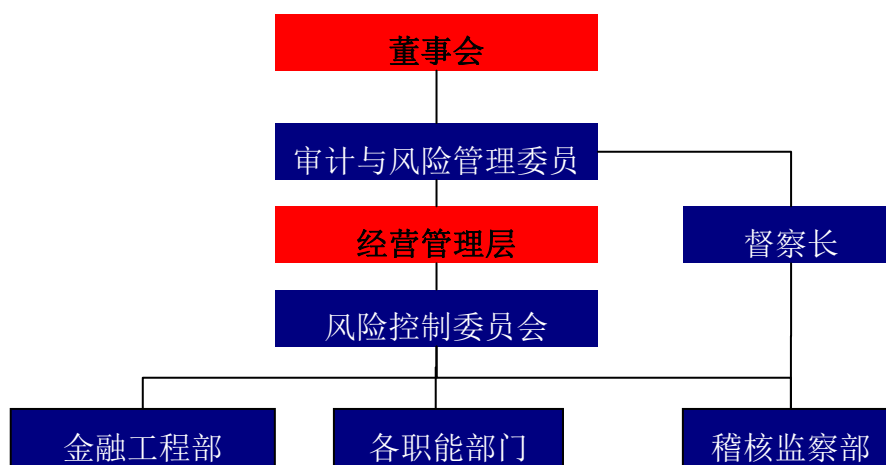 董事会
审计与风险管理委员
经营管理层
督察长
风险控制委员会
金融工程部
各职能部门
稽核监察部